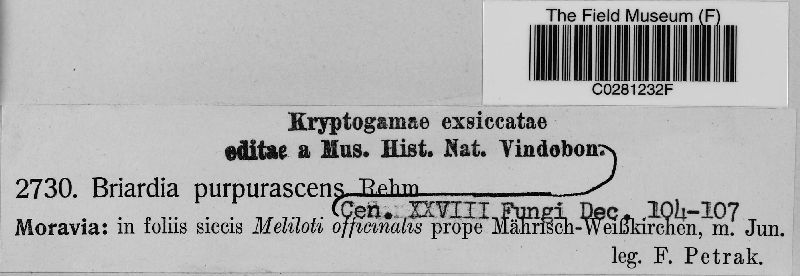 The Field Museum (F)
C0281232F
Kryptogamae exsiccatae
editae a Mus. Hist. Nat. Vindobon.
2730. Briardia purpurascens Rehm
Cen. XXVIII Fungi Dec. 104-107
Moravia: in foliis siccis Meliloti officinalis prope Mährisch-Weißkirchen, m. Jun.
leg. F. Petrak.